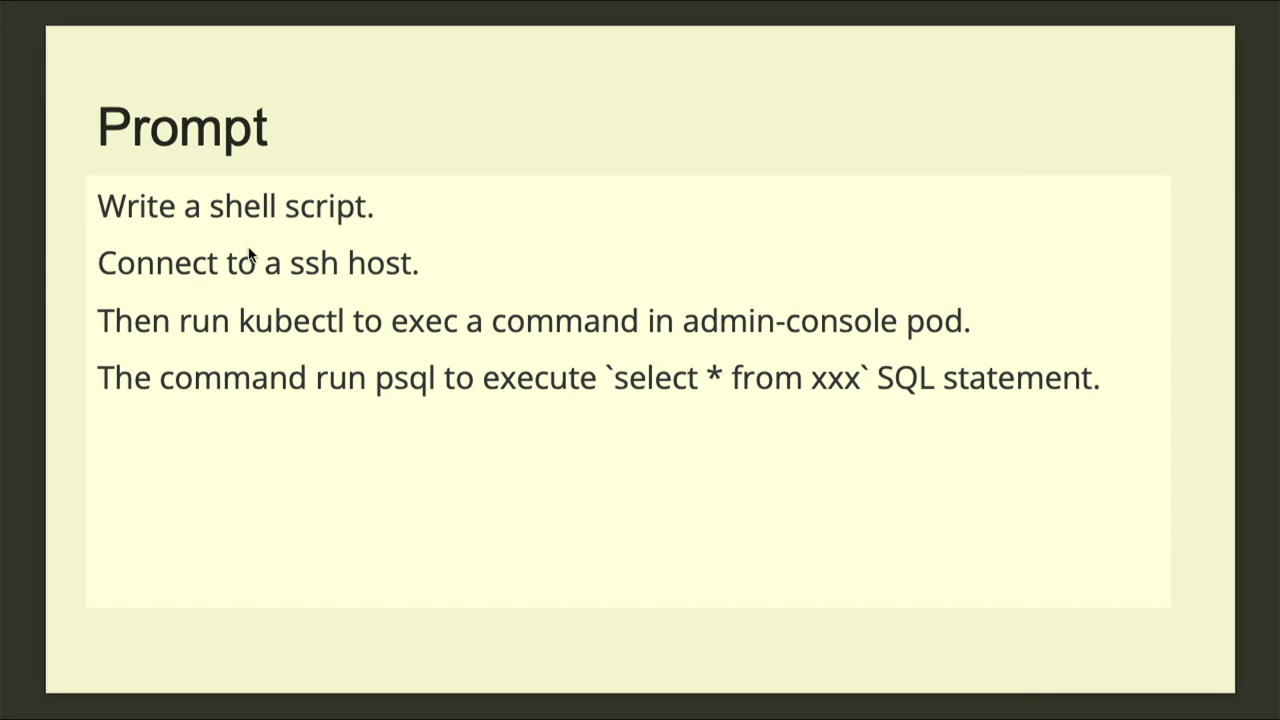 Prompt
Write a shell script.
Connect to a ssh host.
Then run kubectl to exec a command in admin-console pod.
The command run psql to execute `select * from xxx` SQL statement.